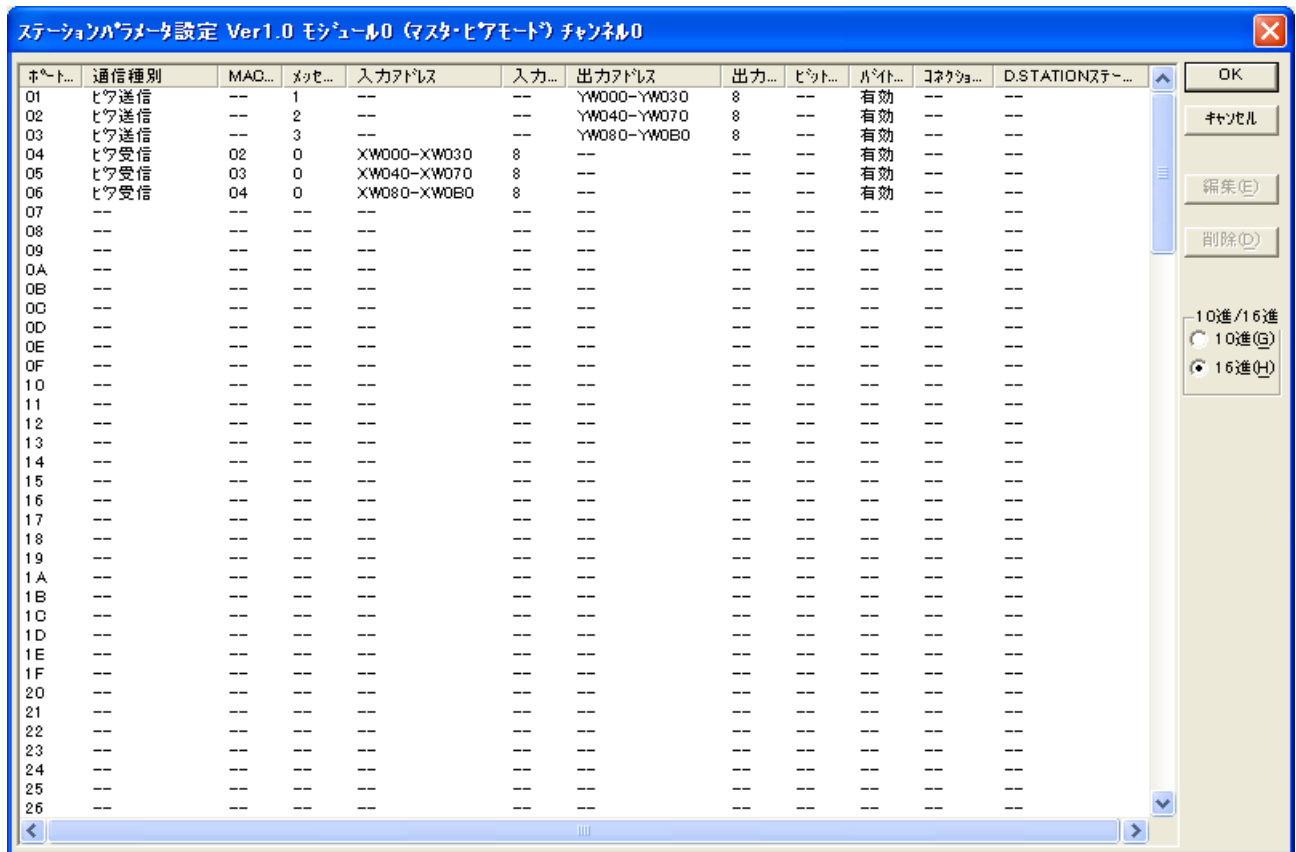 ステーションパラメータ設定 Ver1.0 モジュール0 (マスタ・ピアモード) チャンネル0
ポート... 通信種別 MAC... メッセ... 入力アドレス 入力... 出力アドレス 出力... ビット... バイト... コネクショ... D.STATIONステー...
01 ピア送信 -- 1 -- -- YW000-YW030 8 -- 有効 -- --
02 ピア送信 -- 2 -- -- YW040-YW070 8 -- 有効 -- --
03 ピア送信 -- 3 -- -- YW080-YW0B0 8 -- 有効 -- --
04 ピア受信 02 0 XW000-XW030 8 -- -- -- 有効 -- --
05 ピア受信 03 0 XW040-XW070 8 -- -- -- 有効 -- --
06 ピア受信 04 0 XW080-XW0B0 8 -- -- -- 有効 -- --
07 -- -- -- -- -- -- -- -- -- -- --
08 -- -- -- -- -- -- -- -- -- -- --
09 -- -- -- -- -- -- -- -- -- -- --
0A -- -- -- -- -- -- -- -- -- -- --
0B -- -- -- -- -- -- -- -- -- -- --
0C -- -- -- -- -- -- -- -- -- -- --
0D -- -- -- -- -- -- -- -- -- -- --
0E -- -- -- -- -- -- -- -- -- -- --
0F -- -- -- -- -- -- -- -- -- -- --
10 -- -- -- -- -- -- -- -- -- -- --
11 -- -- -- -- -- -- -- -- -- -- --
12 -- -- -- -- -- -- -- -- -- -- --
13 -- -- -- -- -- -- -- -- -- -- --
14 -- -- -- -- -- -- -- -- -- -- --
15 -- -- -- -- -- -- -- -- -- -- --
16 -- -- -- -- -- -- -- -- -- -- --
17 -- -- -- -- -- -- -- -- -- -- --
18 -- -- -- -- -- -- -- -- -- -- --
19 -- -- -- -- -- -- -- -- -- -- --
1A -- -- -- -- -- -- -- -- -- -- --
1B -- -- -- -- -- -- -- -- -- -- --
1C -- -- -- -- -- -- -- -- -- -- --
1D -- -- -- -- -- -- -- -- -- -- --
1E -- -- -- -- -- -- -- -- -- -- --
1F -- -- -- -- -- -- -- -- -- -- --
20 -- -- -- -- -- -- -- -- -- -- --
21 -- -- -- -- -- -- -- -- -- -- --
22 -- -- -- -- -- -- -- -- -- -- --
23 -- -- -- -- -- -- -- -- -- -- --
24 -- -- -- -- -- -- -- -- -- -- --
25 -- -- -- -- -- -- -- -- -- -- --
26 -- -- -- -- -- -- -- -- -- -- --
OK
キャンセル
編集(E)
削除(D)
10進/16進
10進(G)
16進(H)